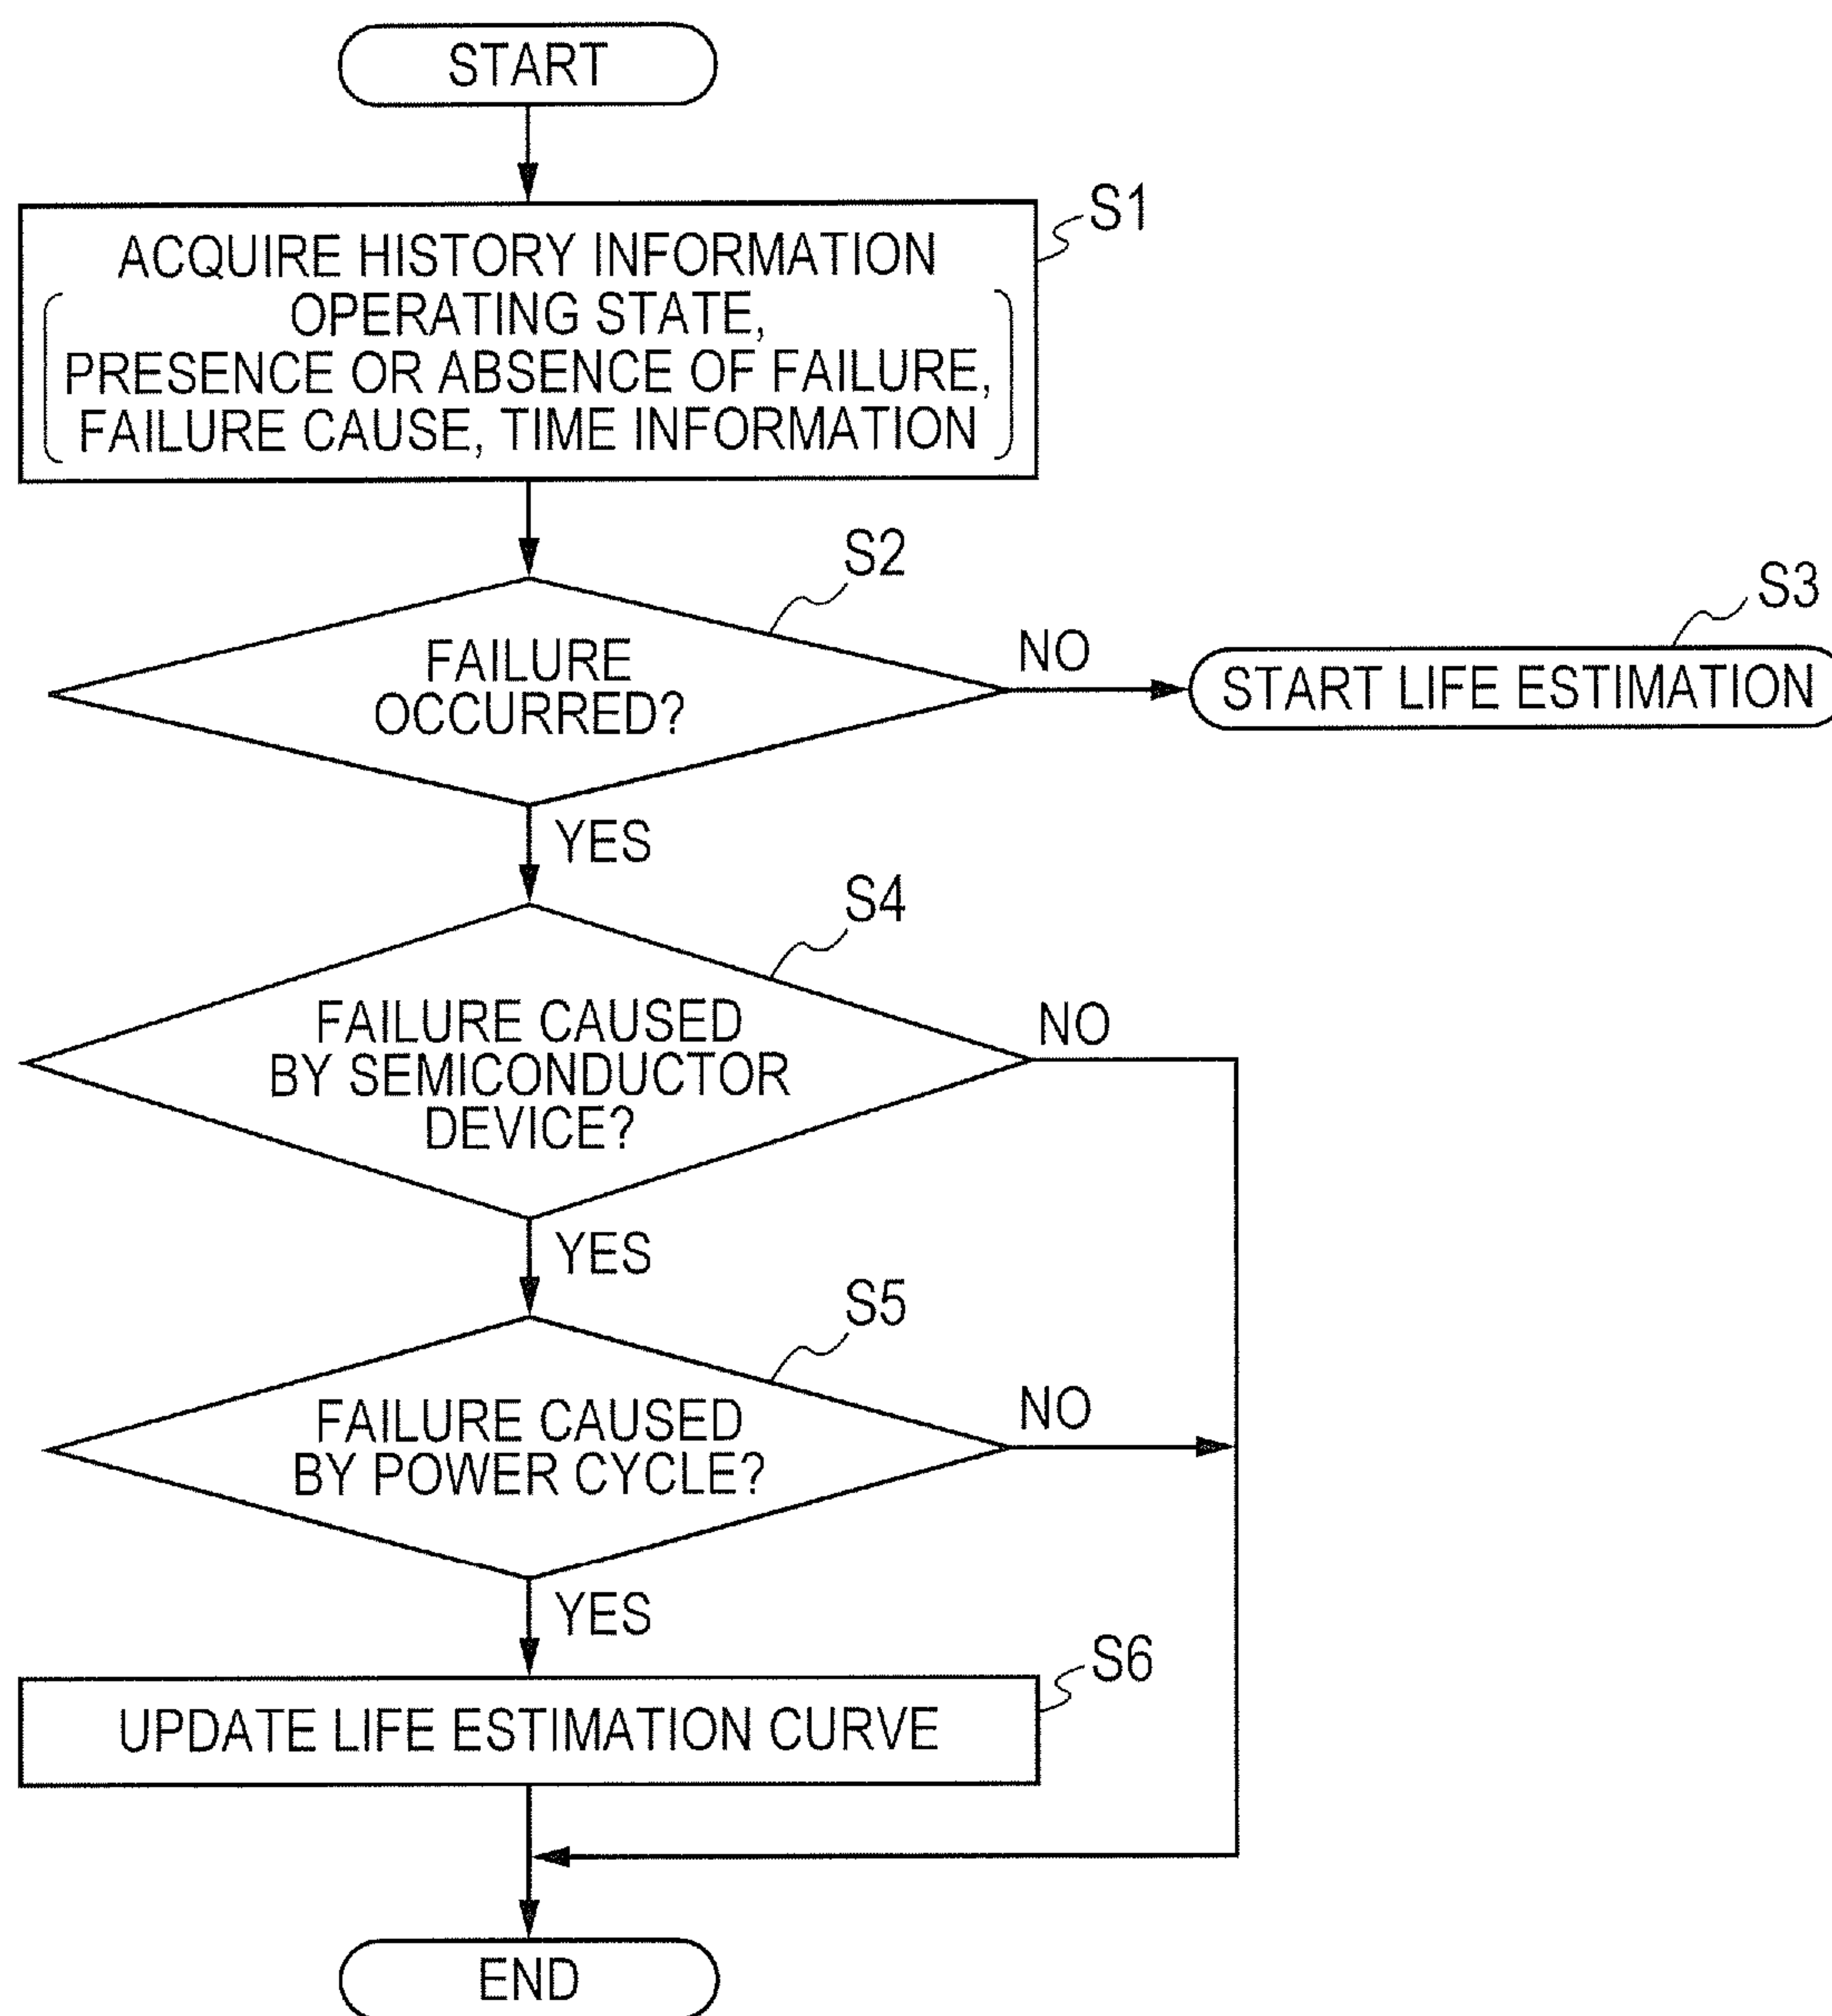 START
S1
ACQUIRE HISTORY INFORMATION
OPERATING STATE,
PRESENCE OR ABSENCE OF FAILURE,
FAILURE CAUSE, TIME INFORMATION
S2
FAILURE
OCCURRED?
NO
S3
START LIFE ESTIMATION
YES
S4
FAILURE CAUSED
BY SEMICONDUCTOR
DEVICE?
NO
YES
S5
FAILURE CAUSED
BY POWER CYCLE?
NO
YES
S6
UPDATE LIFE ESTIMATION CURVE
END